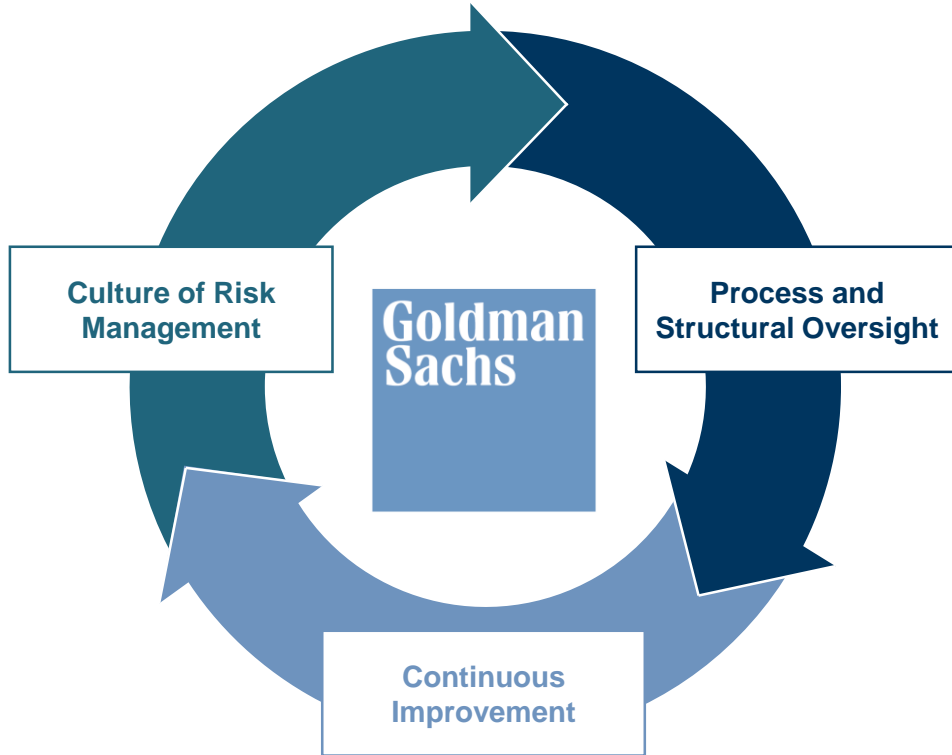 Culture of Risk
Management
Goldman
Sachs
Process and
Structural Oversight
Continuous
Improvement